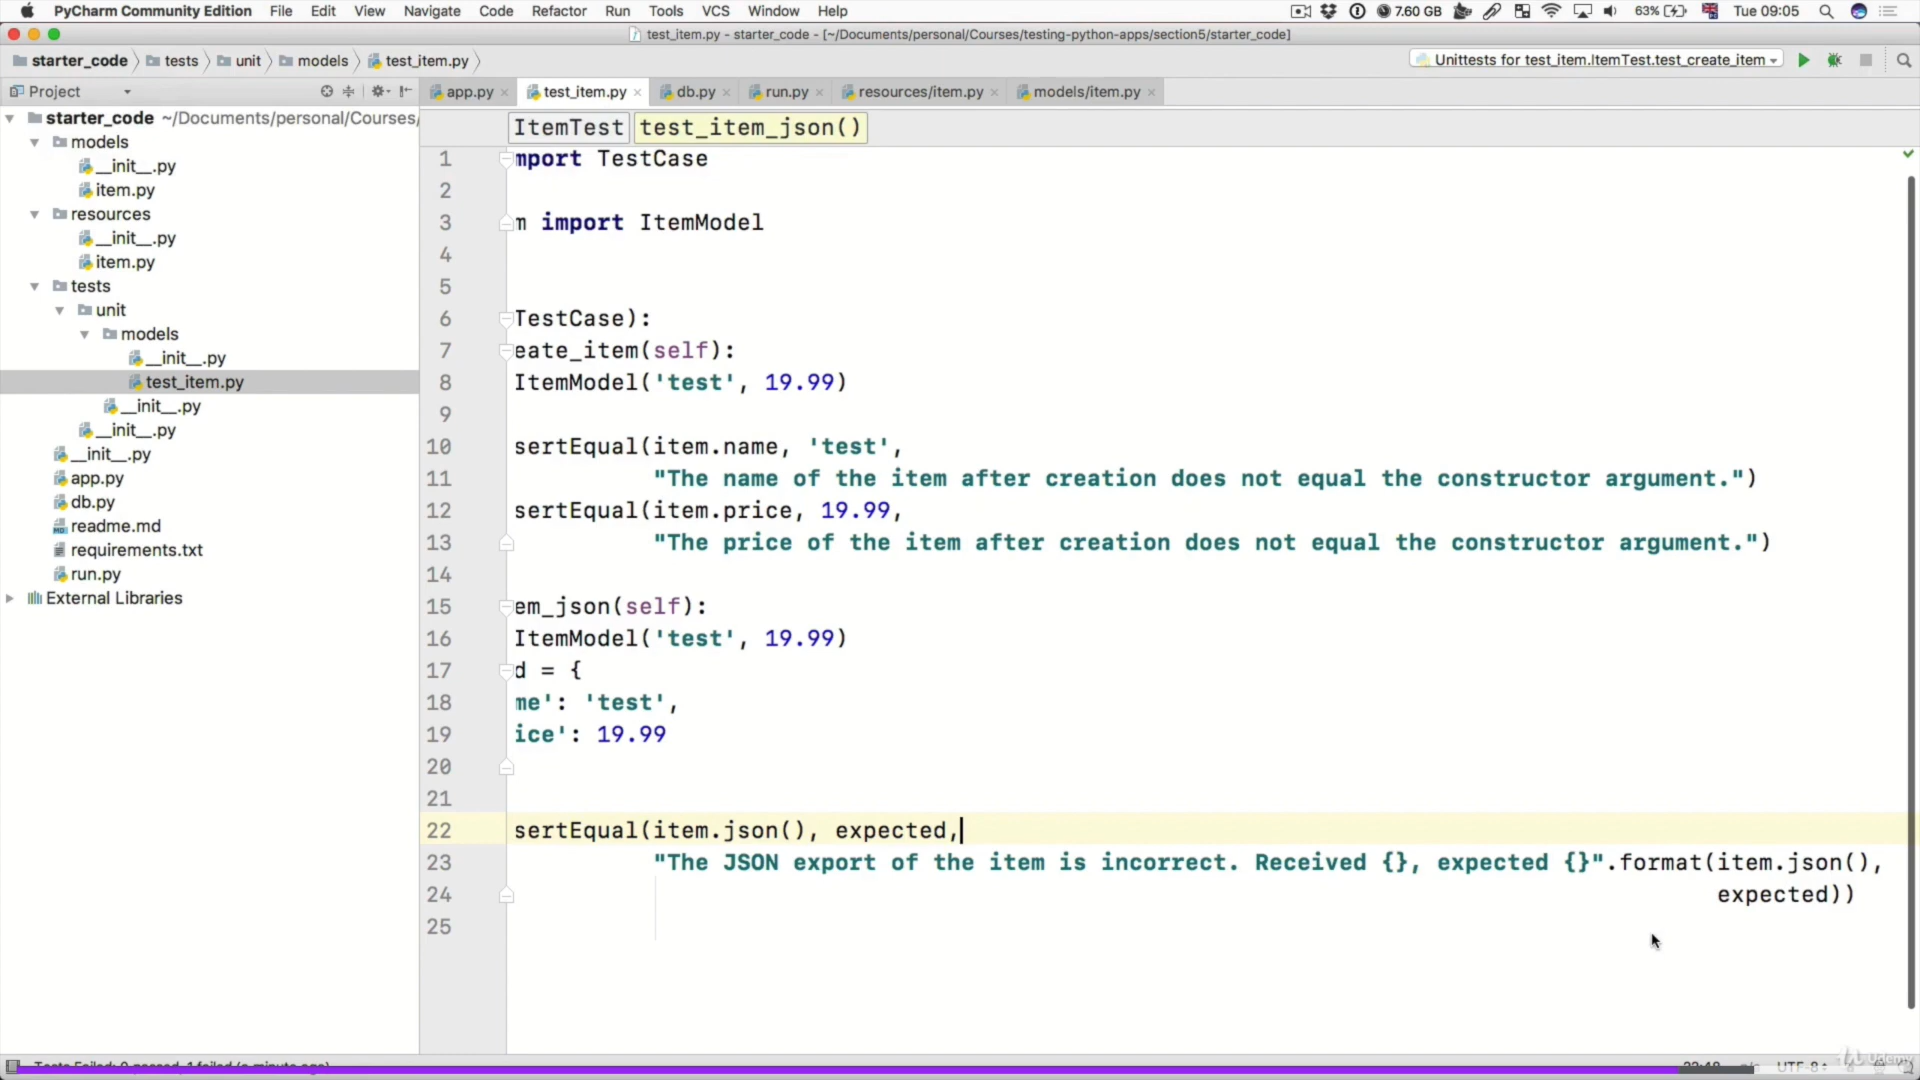 PyCharm Community Edition File Edit View Navigate Code Refactor Run Tools VCS Window Help 7.60 GB 63% Tue 09:05
test_item.py - starter_code - [~/Documents/personal/Courses/testing-python-apps/section5/starter_code]
starter_code tests unit models test_item.py Unittests for test_item.ItemTest.test_create_item
Project
app.py test_item.py db.py run.py resources/item.py models/item.py
starter_code ~/Documents/personal/Courses/
models
__init__.py
item.py
resources
__init__.py
item.py
tests
unit
models
__init__.py
test_item.py
__init__.py
__init__.py
__init__.py
app.py
db.py
readme.md
requirements.txt
run.py
External Libraries
ItemTest test_item_json()
1 mport TestCase
2
3 m import ItemModel
4
5
6 TestCase):
7 eate_item(self):
8 ItemModel('test', 19.99)
9
10 sertEqual(item.name, 'test',
11 "The name of the item after creation does not equal the constructor argument.")
12 sertEqual(item.price, 19.99,
13 "The price of the item after creation does not equal the constructor argument.")
14
15 em_json(self):
16 ItemModel('test', 19.99)
17 d = {
18 me': 'test',
19 ice': 19.99
20
21
22 sertEqual(item.json(), expected,
23 "The JSON export of the item is incorrect. Received {}, expected {}".format(item.json(),
24 expected))
25
UTF-8
Udemy